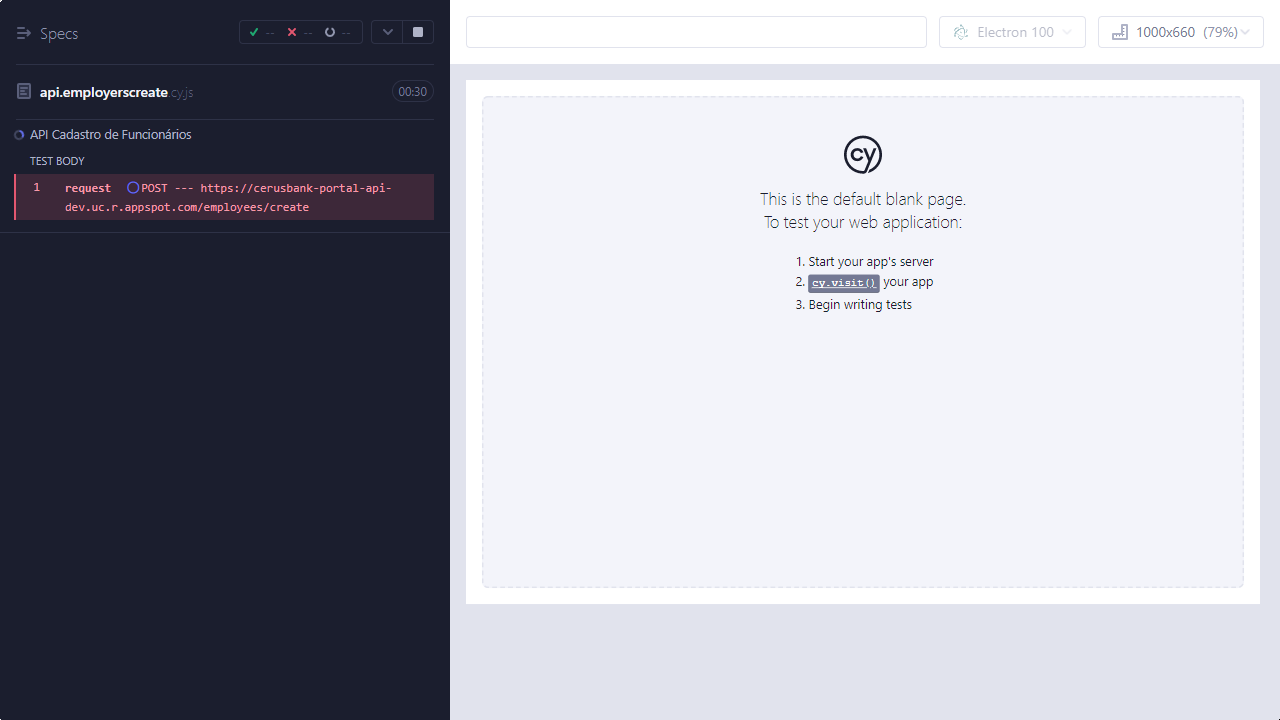 Specs
--
--
--
Electron 100
1000x660 (79%)
api.employerscreate.cy.js
00:30
API Cadastro de Funcionários
TEST BODY
1 request POST --- https://cerusbank-portal-api-
dev.uc.r.appspot.com/employees/create
cy
This is the default blank page.
To test your web application:
1. Start your app's server
2. cy.visit() your app
3. Begin writing tests